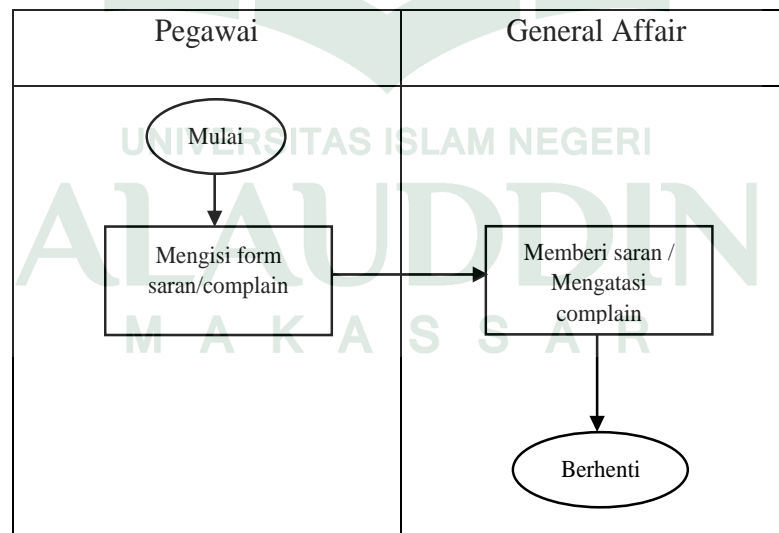 Pegawai
General Affair
Mulai
UNIVERSITAS ISLAM NEGERI
ALAUDDIN
MAKASSAR
Mengisi form
saran/complain
Memberi saran /
Mengatasi
complain
Berhenti